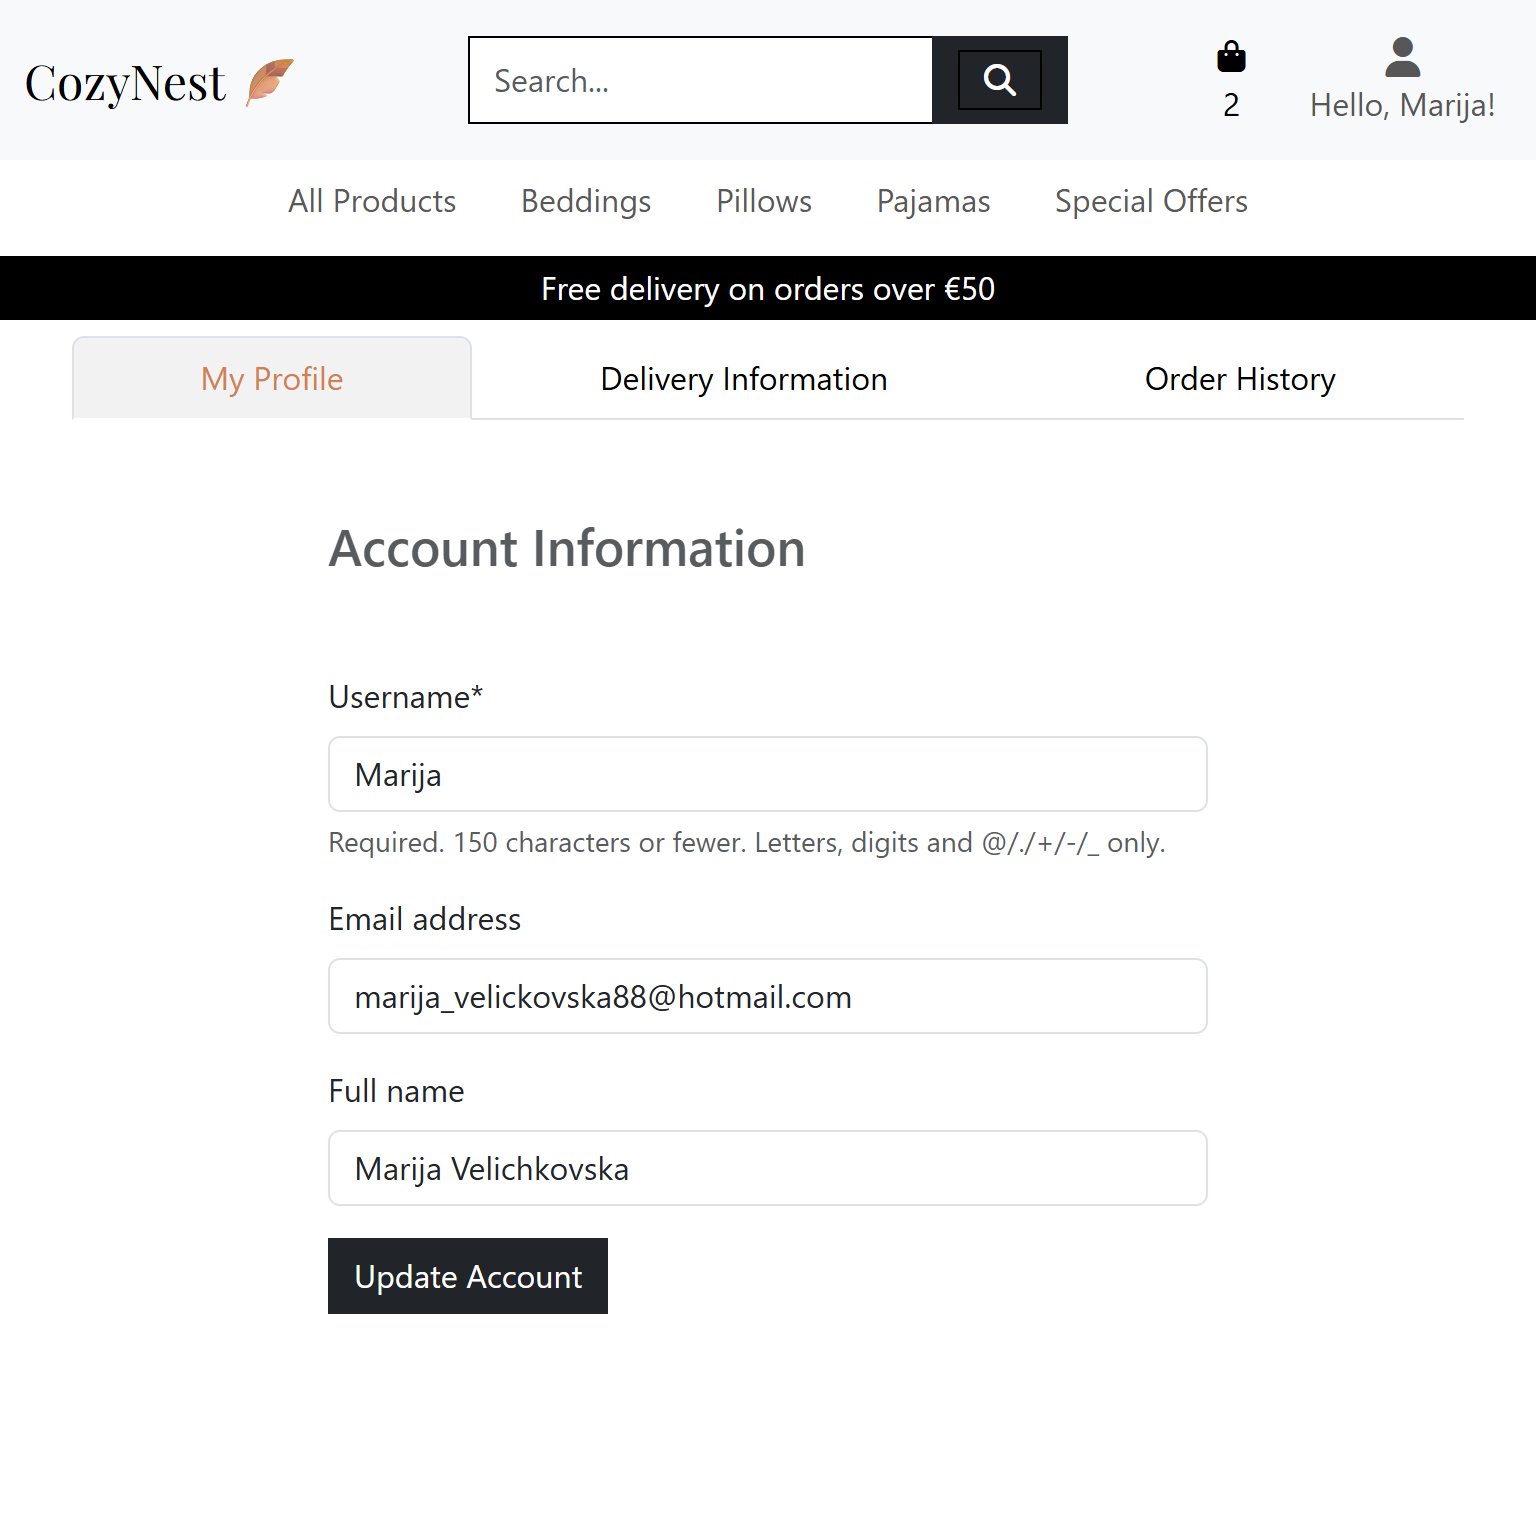 CozyNest
Search...
2
Hello, Marija!
All Products Beddings Pillows Pajamas Special Offers
Free delivery on orders over €50
My Profile Delivery Information Order History
Account Information
Username*
Marija
Required. 150 characters or fewer. Letters, digits and @/./+/-/_ only.
Email address
marija_velickovska88@hotmail.com
Full name
Marija Velichkovska
Update Account